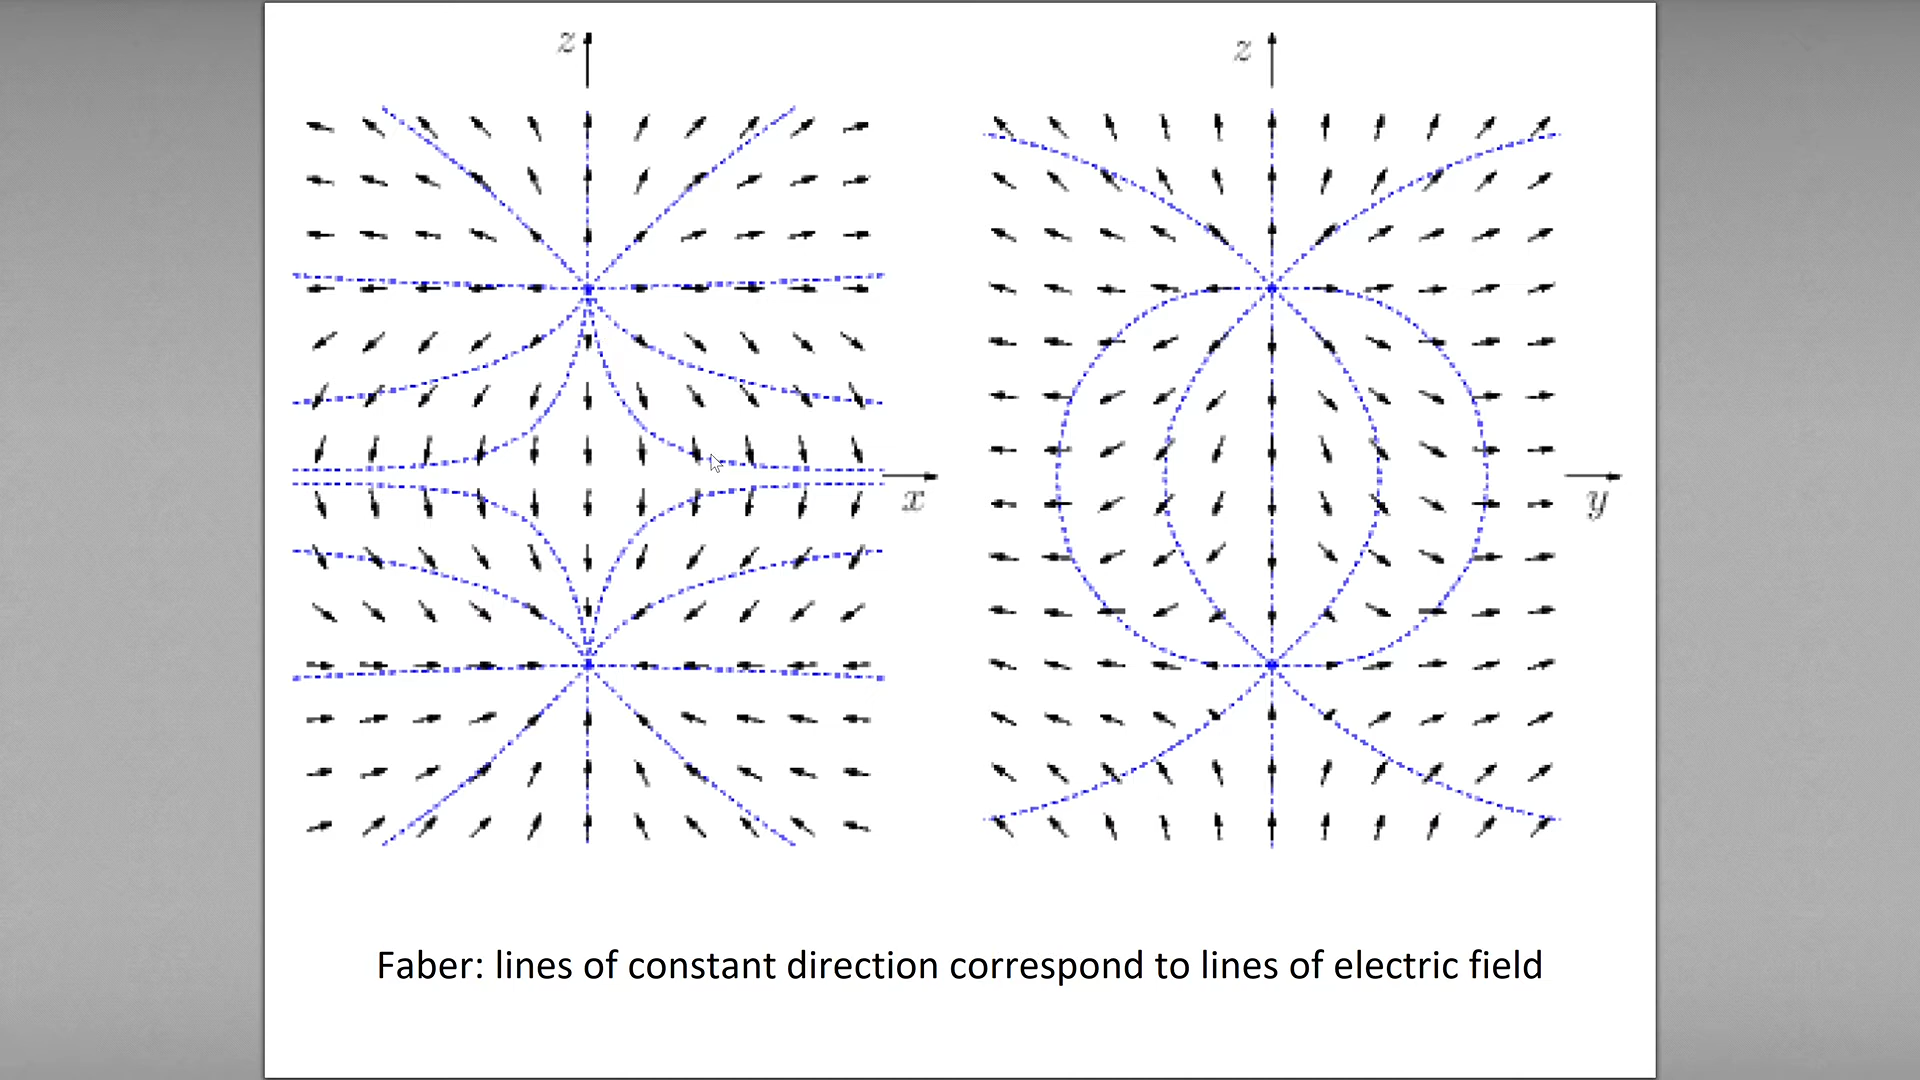 z
z
x
y
Faber: lines of constant direction correspond to lines of electric field